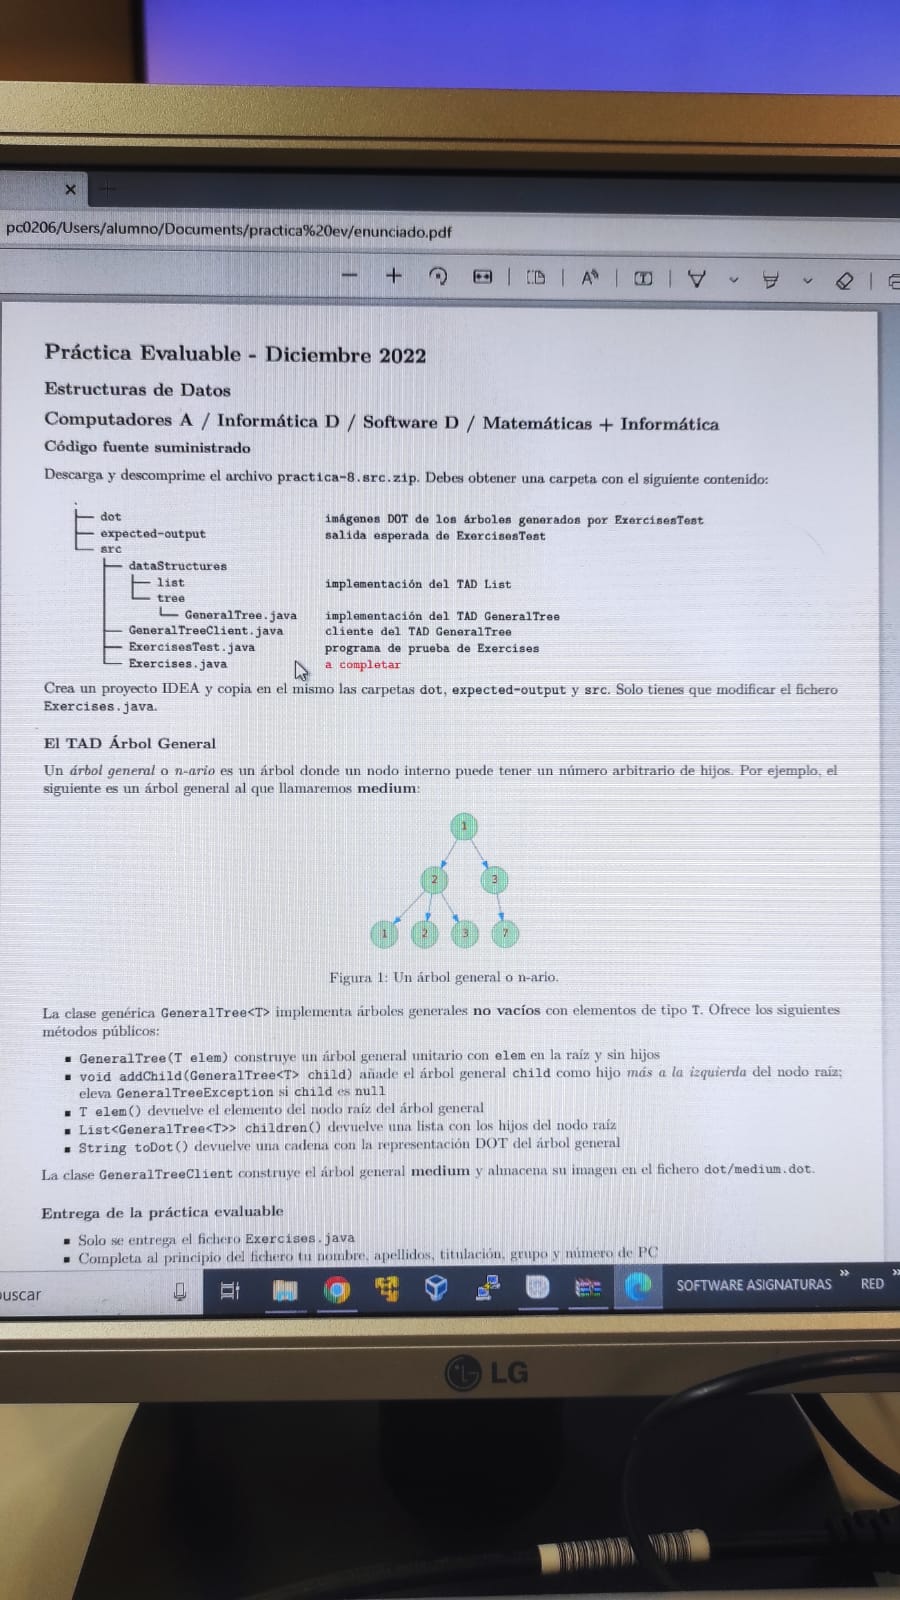 pc0206/Users/alumno/Documents/practica%20ev/enunciado.pdf
Práctica Evaluable - Diciembre 2022
Estructuras de Datos
Computadores A / Informática D / Software D / Matemáticas + Informática
Código fuente suministrado
Descarga y descomprime el archivo practica-8.src.zip. Debes obtener una carpeta con el siguiente contenido:
.
dot imágenes DOT de los árboles generados por ExercisesTest
expected-output salida esperada de ExercisesTest
src
dataStructures
list implementación del TAD List
tree
GeneralTree.java implementación del TAD GeneralTree
GeneralTreeClient.java cliente del TAD GeneralTree
ExercisesTest.java programa de prueba de Exercises
Exercises.java a completar
Crea un proyecto IDEA y copia en el mismo las carpetas dot, expected-output y src. Solo tienes que modificar el fichero
Exercises.java.
El TAD Árbol General
Un árbol general o n-ario es un árbol donde un nodo interno puede tener un número arbitrario de hijos. Por ejemplo, el
siguiente es un árbol general al que llamaremos medium:
1
2 3
1 2 3 7
Figura 1: Un árbol general o n-ario.
La clase genérica GeneralTree<T> implementa árboles generales no vacíos con elementos de tipo T. Ofrece los siguientes
métodos públicos:
▪ GeneralTree(T elem) construye un árbol general unitario con elem en la raíz y sin hijos
▪ void addChild(GeneralTree<T> child) añade el árbol general child como hijo más a la izquierda del nodo raíz;
eleva GeneralTreeException si child es null
▪ T elem() devuelve el elemento del nodo raíz del árbol general
▪ List<GeneralTree<T>> children() devuelve una lista con los hijos del nodo raíz
▪ String toDot() devuelve una cadena con la representación DOT del árbol general
La clase GeneralTreeClient construye el árbol general medium y almacena su imagen en el fichero dot/medium.dot.
Entrega de la práctica evaluable
▪ Solo se entrega el fichero Exercises.java
▪ Completa al principio del fichero tu nombre, apellidos, titulación, grupo y número de PC
buscar SOFTWARE ASIGNATURAS » RED »
LG